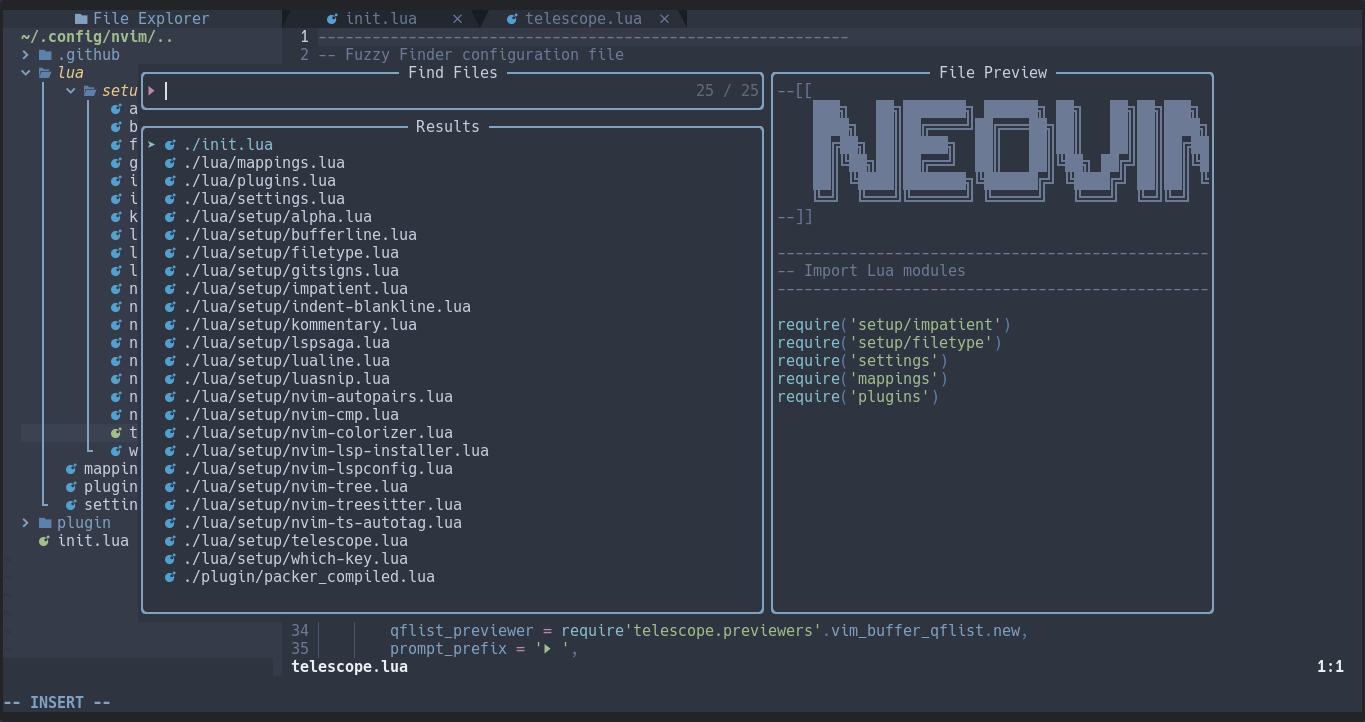 File Explorer
init.lua ×
telescope.lua ×
~/.config/nvim/..
.github
lua
setu
a
b
f
g
i
i
k
l
l
l
n
n
n
n
n
n
n
n
t
w
mappin
plugin
settin
plugin
init.lua
1 -----------------------------------------------------------
2 -- Fuzzy Finder configuration file
Find Files
25 / 25
Results
./init.lua
./lua/mappings.lua
./lua/plugins.lua
./lua/settings.lua
./lua/setup/alpha.lua
./lua/setup/bufferline.lua
./lua/setup/filetype.lua
./lua/setup/gitsigns.lua
./lua/setup/impatient.lua
./lua/setup/indent-blankline.lua
./lua/setup/kommentary.lua
./lua/setup/lspsaga.lua
./lua/setup/lualine.lua
./lua/setup/luasnip.lua
./lua/setup/nvim-autopairs.lua
./lua/setup/nvim-cmp.lua
./lua/setup/nvim-colorizer.lua
./lua/setup/nvim-lsp-installer.lua
./lua/setup/nvim-lspconfig.lua
./lua/setup/nvim-tree.lua
./lua/setup/nvim-treesitter.lua
./lua/setup/nvim-ts-autotag.lua
./lua/setup/telescope.lua
./lua/setup/which-key.lua
./plugin/packer_compiled.lua
File Preview
--[[
NEOVIM
--]]
------------------------------------------------
-- Import Lua modules
------------------------------------------------
require('setup/impatient')
require('setup/filetype')
require('settings')
require('mappings')
require('plugins')
34 qflist_previewer = require'telescope.previewers'.vim_buffer_qflist.new,
35 prompt_prefix = '▸ ',
telescope.lua 1:1
-- INSERT --